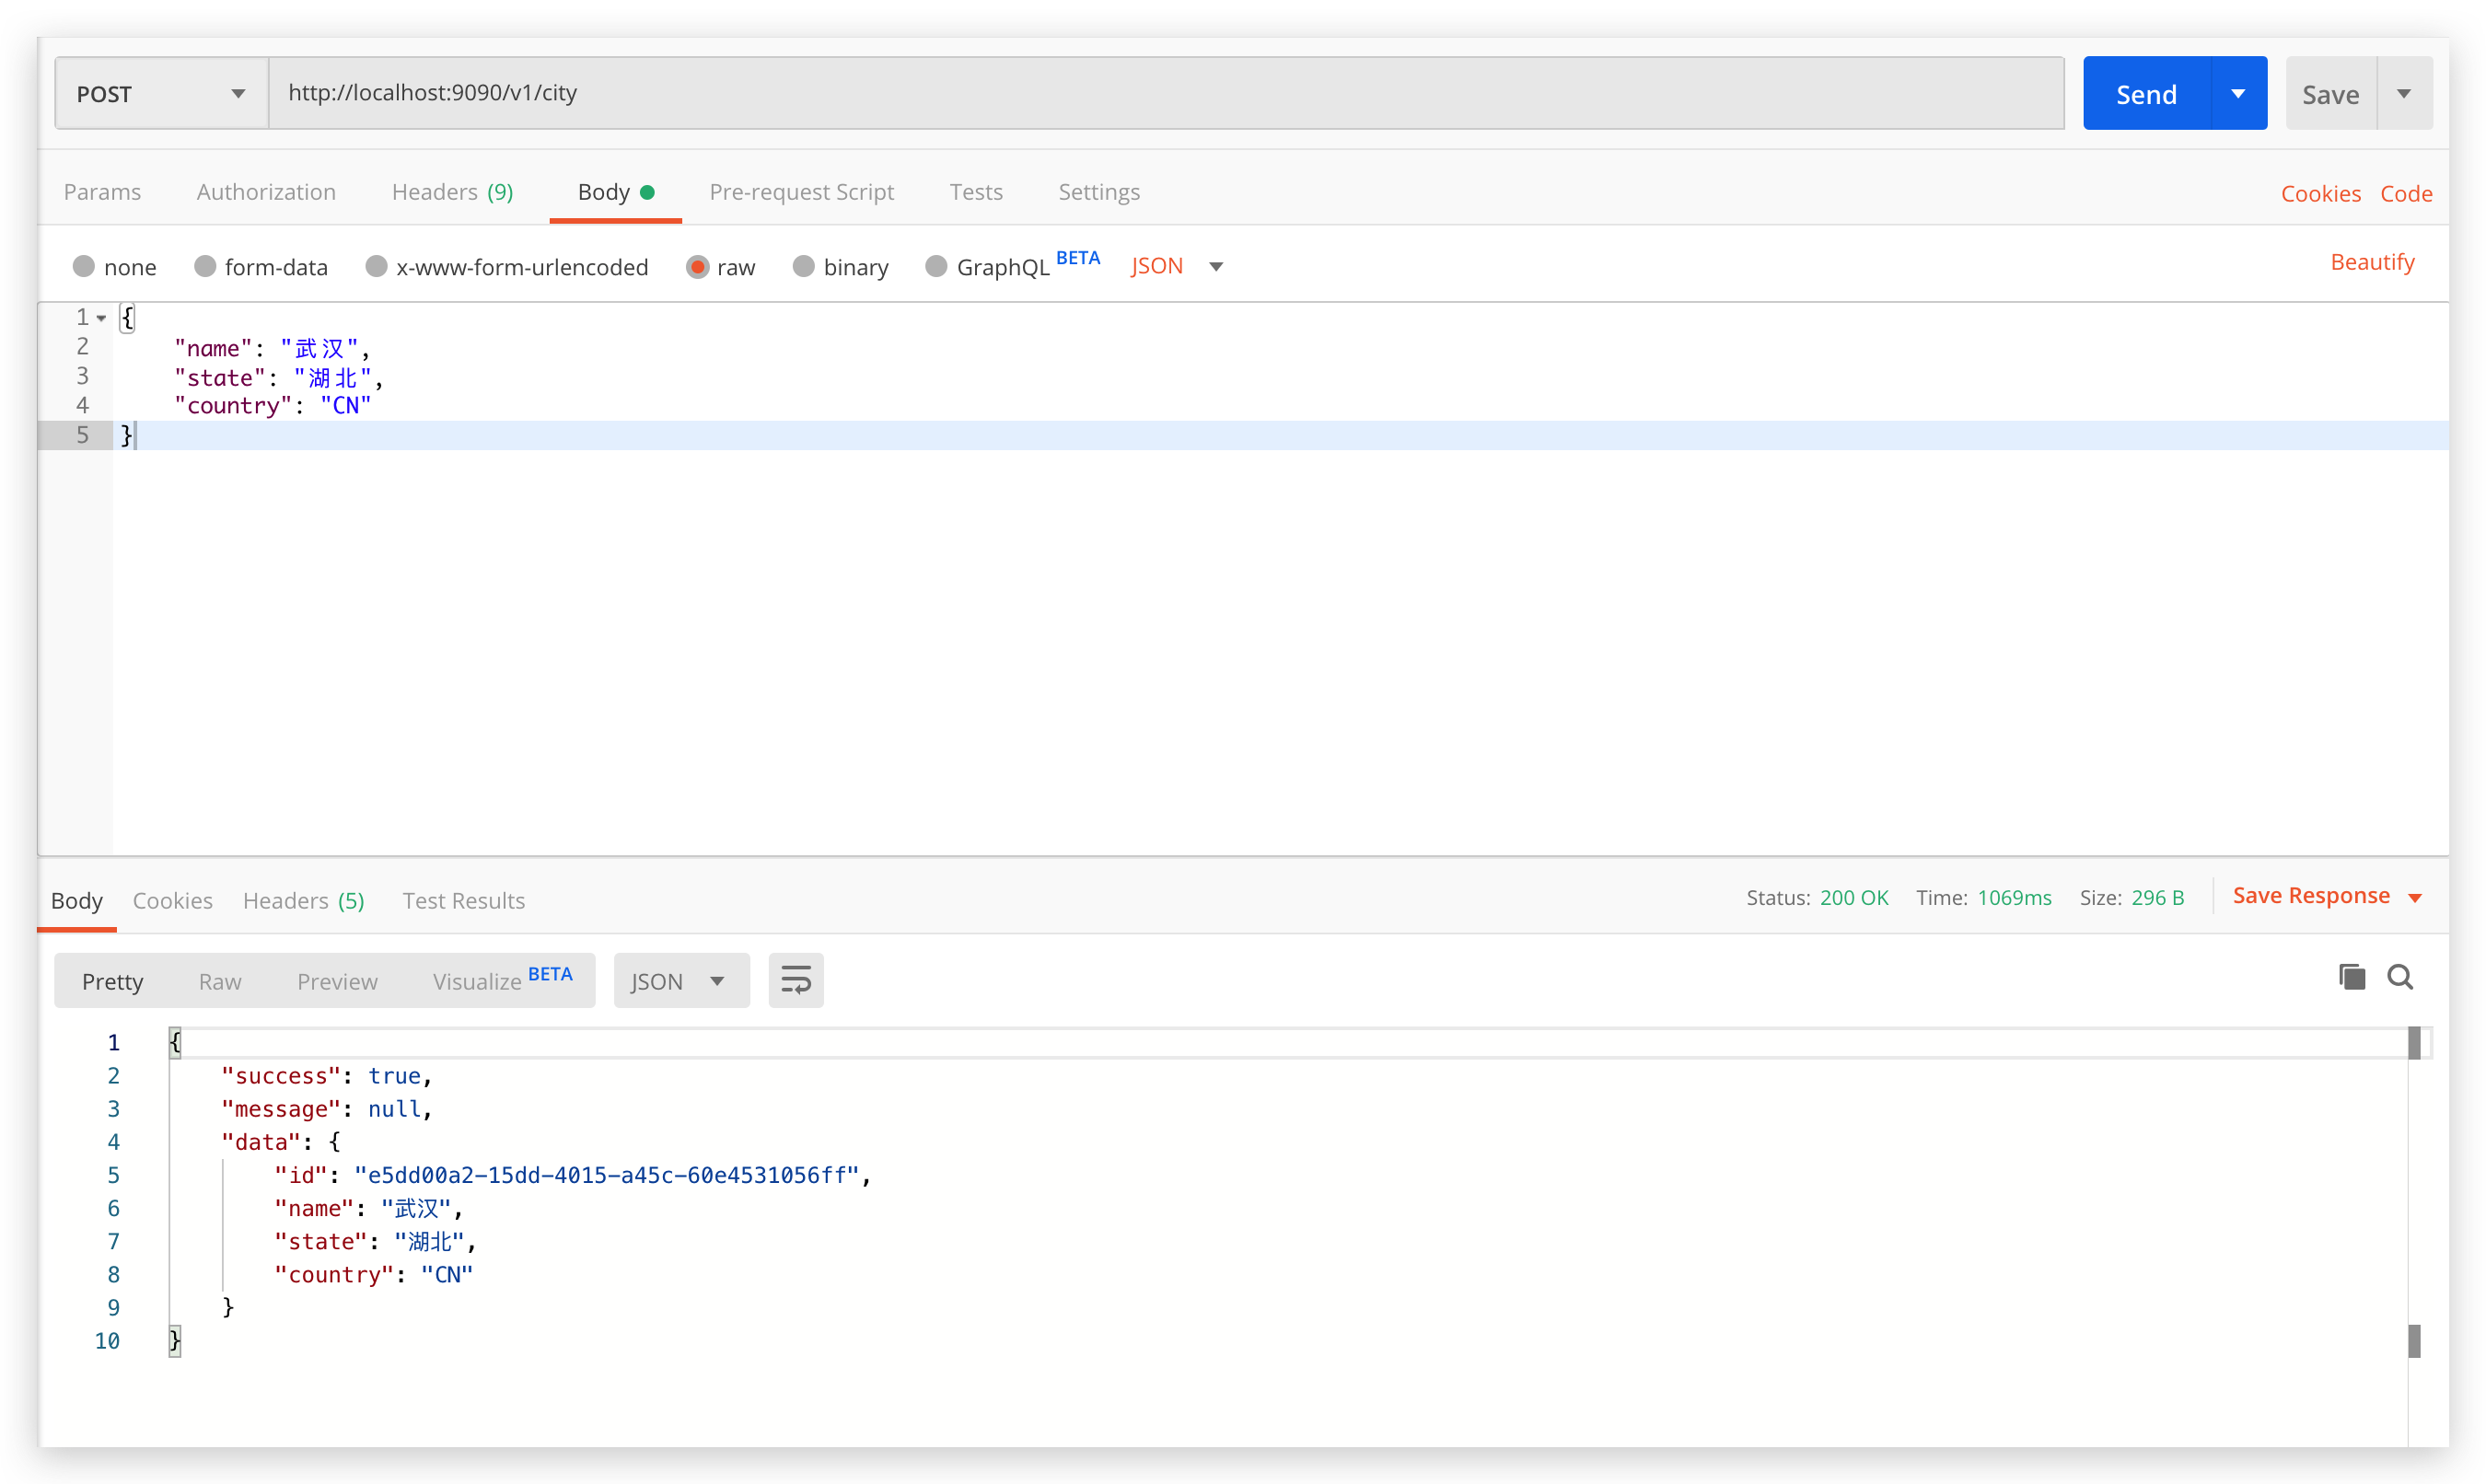 POST http://localhost:9090/v1/city Send Save
Params Authorization Headers (9) Body Pre-request Script Tests Settings Cookies Code
none form-data x-www-form-urlencoded raw binary GraphQL BETA JSON Beautify
1 {
2 "name": "武汉",
3 "state": "湖北",
4 "country": "CN"
5 }
Body Cookies Headers (5) Test Results Status: 200 OK Time: 1069ms Size: 296 B Save Response
Pretty Raw Preview Visualize BETA JSON
1 {
2 "success": true,
3 "message": null,
4 "data": {
5 "id": "e5dd00a2-15dd-4015-a45c-60e4531056ff",
6 "name": "武汉",
7 "state": "湖北",
8 "country": "CN"
9 }
10 }